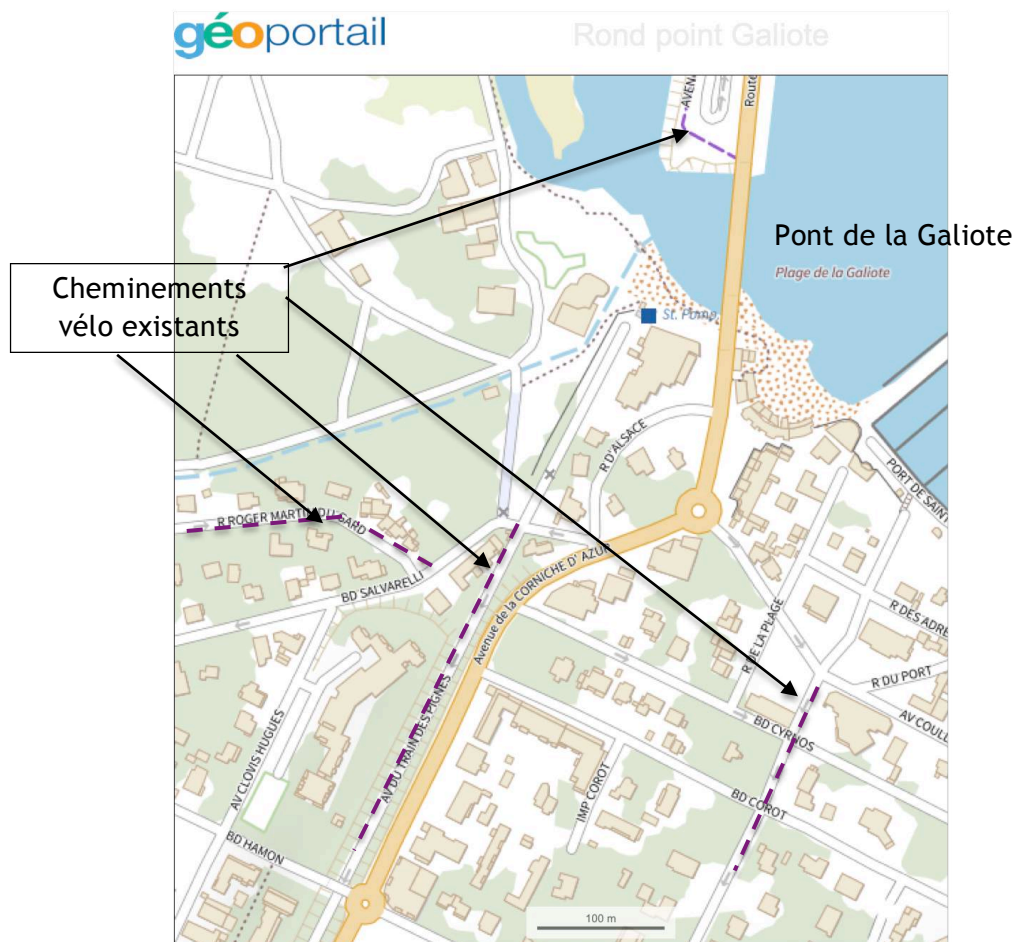 géoportail
Rond point Galiote
AVENA
Route
Pont de la Galiote
Plage de la Galiote
Cheminements
vélo existants
R D'ALSACE
PORT DE SAINT
R ROGER MARTIN DU GARD
BD SALVARELLI
Avenue de la CORNICHE D'AZUR
R DE LA PLAGE
R DES ADRE
R DU PORT
AV COULL
BD CYRNOS
AV DU TRAIN DES PIGNES
AV CLOVIS HUGUES
IMP COROT
BD COROT
BD HAMON
100 m